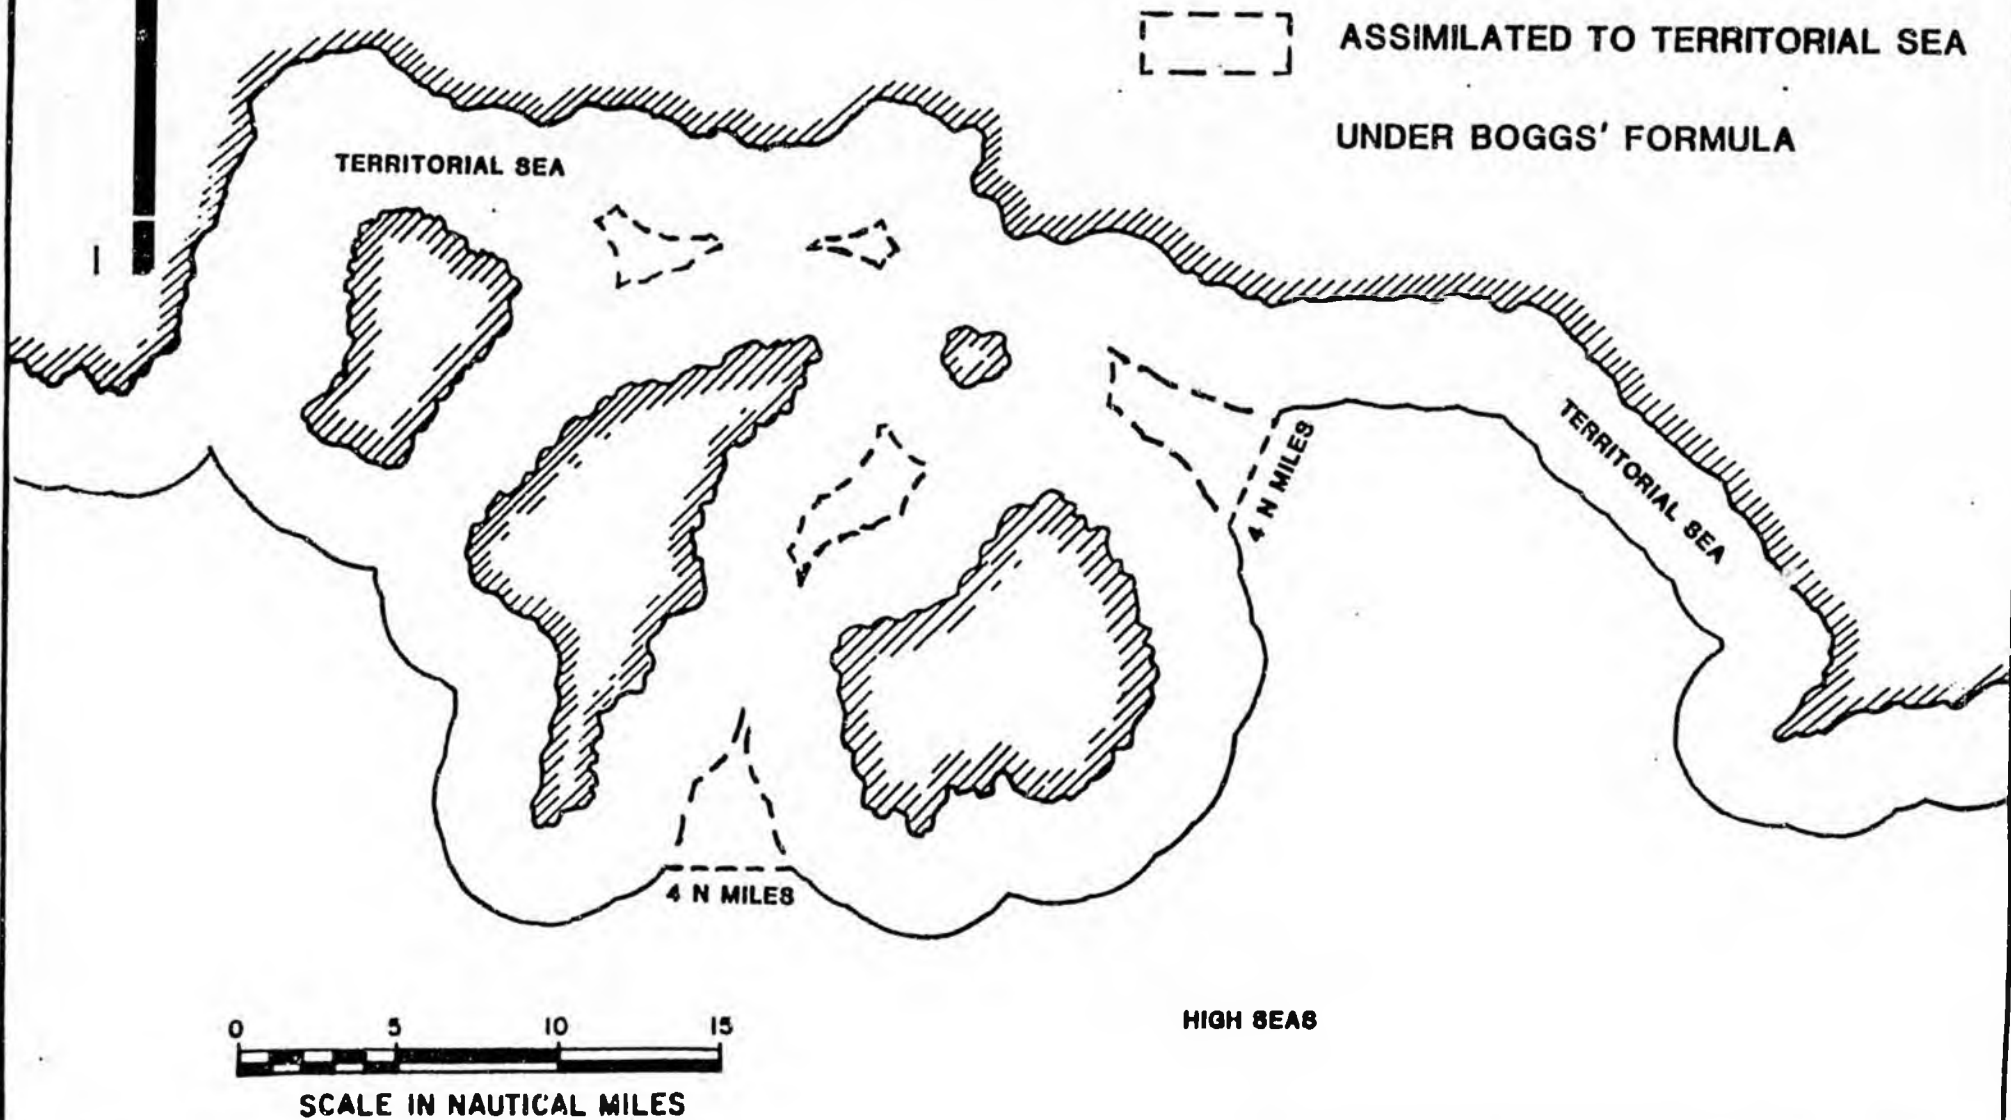 ASSIMILATED TO TERRITORIAL SEA
UNDER BOGGS' FORMULA
TERRITORIAL SEA
4 N MILES
TERRITORIAL SEA
4 N MILES
HIGH SEAS
0 5 10 15
SCALE IN NAUTICAL MILES